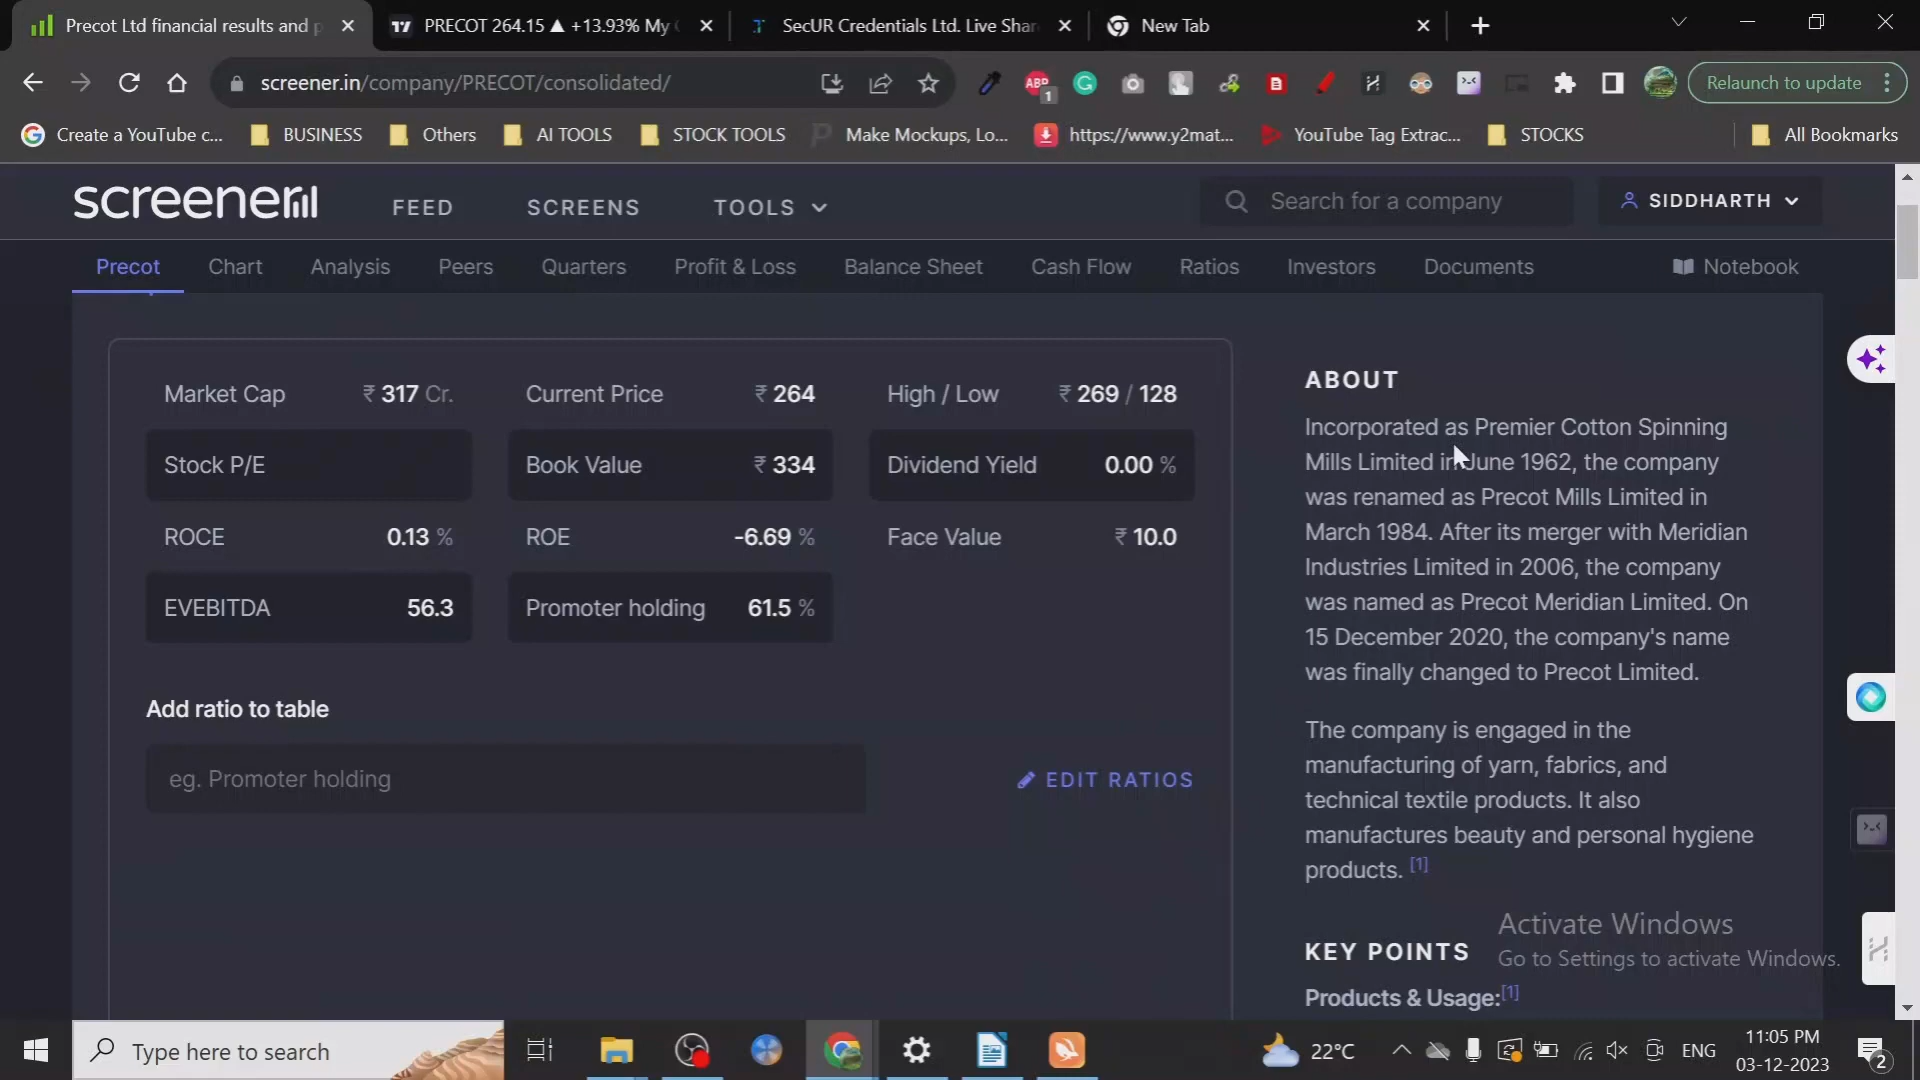 Precot Ltd financial results and p
PRECOT 264.15 ▲ +13.93% My
SecUR Credentials Ltd. Live Shar
New Tab
screener.in/company/PRECOT/consolidated/
ABP
1
Relaunch to update
Create a YouTube c...
BUSINESS
Others
AI TOOLS
STOCK TOOLS
Make Mockups, Lo...
https://www.y2mat...
YouTube Tag Extrac...
STOCKS
All Bookmarks
screener
FEED
SCREENS
TOOLS
Search for a company
SIDDHARTH
Precot
Chart
Analysis
Peers
Quarters
Profit & Loss
Balance Sheet
Cash Flow
Ratios
Investors
Documents
Notebook
Market Cap ₹ 317 Cr.
Current Price ₹ 264
High / Low ₹ 269 / 128
Stock P/E
Book Value ₹ 334
Dividend Yield 0.00 %
ROCE 0.13 %
ROE -6.69 %
Face Value ₹ 10.0
EVEBITDA 56.3
Promoter holding 61.5 %
Add ratio to table
eg. Promoter holding
EDIT RATIOS
ABOUT
Incorporated as Premier Cotton Spinning
Mills Limited in June 1962, the company
was renamed as Precot Mills Limited in
March 1984. After its merger with Meridian
Industries Limited in 2006, the company
was named as Precot Meridian Limited. On
15 December 2020, the company's name
was finally changed to Precot Limited.
The company is engaged in the
manufacturing of yarn, fabrics, and
technical textile products. It also
manufactures beauty and personal hygiene
products. [1]
KEY POINTS
Products & Usage:[1]
Activate Windows
Go to Settings to activate Windows.
Type here to search
22°C
ENG
11:05 PM
03-12-2023
2